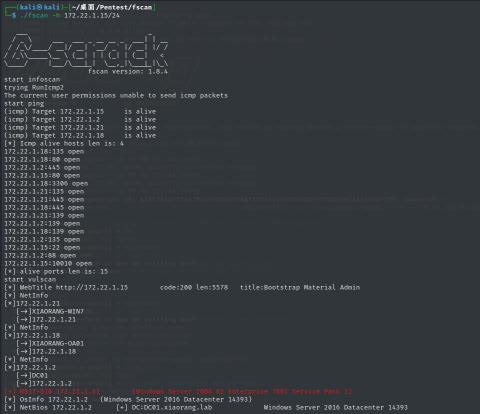 (kali㉿kali)-[~/桌面/Pentest/fscan]
$ ./fscan -h 172.22.1.15/24
fscan version: 1.8.4
start infoscan
trying RunIcmp2
The current user permissions unable to send icmp packets
start ping
(icmp) Target 172.22.1.15 is alive
(icmp) Target 172.22.1.2 is alive
(icmp) Target 172.22.1.21 is alive
(icmp) Target 172.22.1.18 is alive
[*] Icmp alive hosts len is: 4
172.22.1.18:135 open
172.22.1.18:80 open
172.22.1.2:445 open
172.22.1.15:80 open
172.22.1.18:3306 open
172.22.1.21:135 open
172.22.1.21:445 open
172.22.1.18:445 open
172.22.1.21:139 open
172.22.1.2:139 open
172.22.1.18:139 open
172.22.1.2:135 open
172.22.1.15:22 open
172.22.1.2:88 open
172.22.1.15:10010 open
[*] alive ports len is: 15
start vulscan
[*] WebTitle http://172.22.1.15 code:200 len:5578 title:Bootstrap Material Admin
[*] NetInfo
[*]172.22.1.21
[->]XIAORANG-WIN7
[->]172.22.1.21
[*] NetInfo
[*]172.22.1.18
[->]XIAORANG-OA01
[->]172.22.1.18
[*] NetInfo
[*]172.22.1.2
[->]DC01
[->]172.22.1.2
[+] MS17-010 172.22.1.21 (Windows Server 2008 R2 Enterprise 7601 Service Pack 1)
[*] OsInfo 172.22.1.2 (Windows Server 2016 Datacenter 14393)
[*] NetBios 172.22.1.2 [+] DC:DC01.xiaorang.lab Windows Server 2016 Datacenter 14393